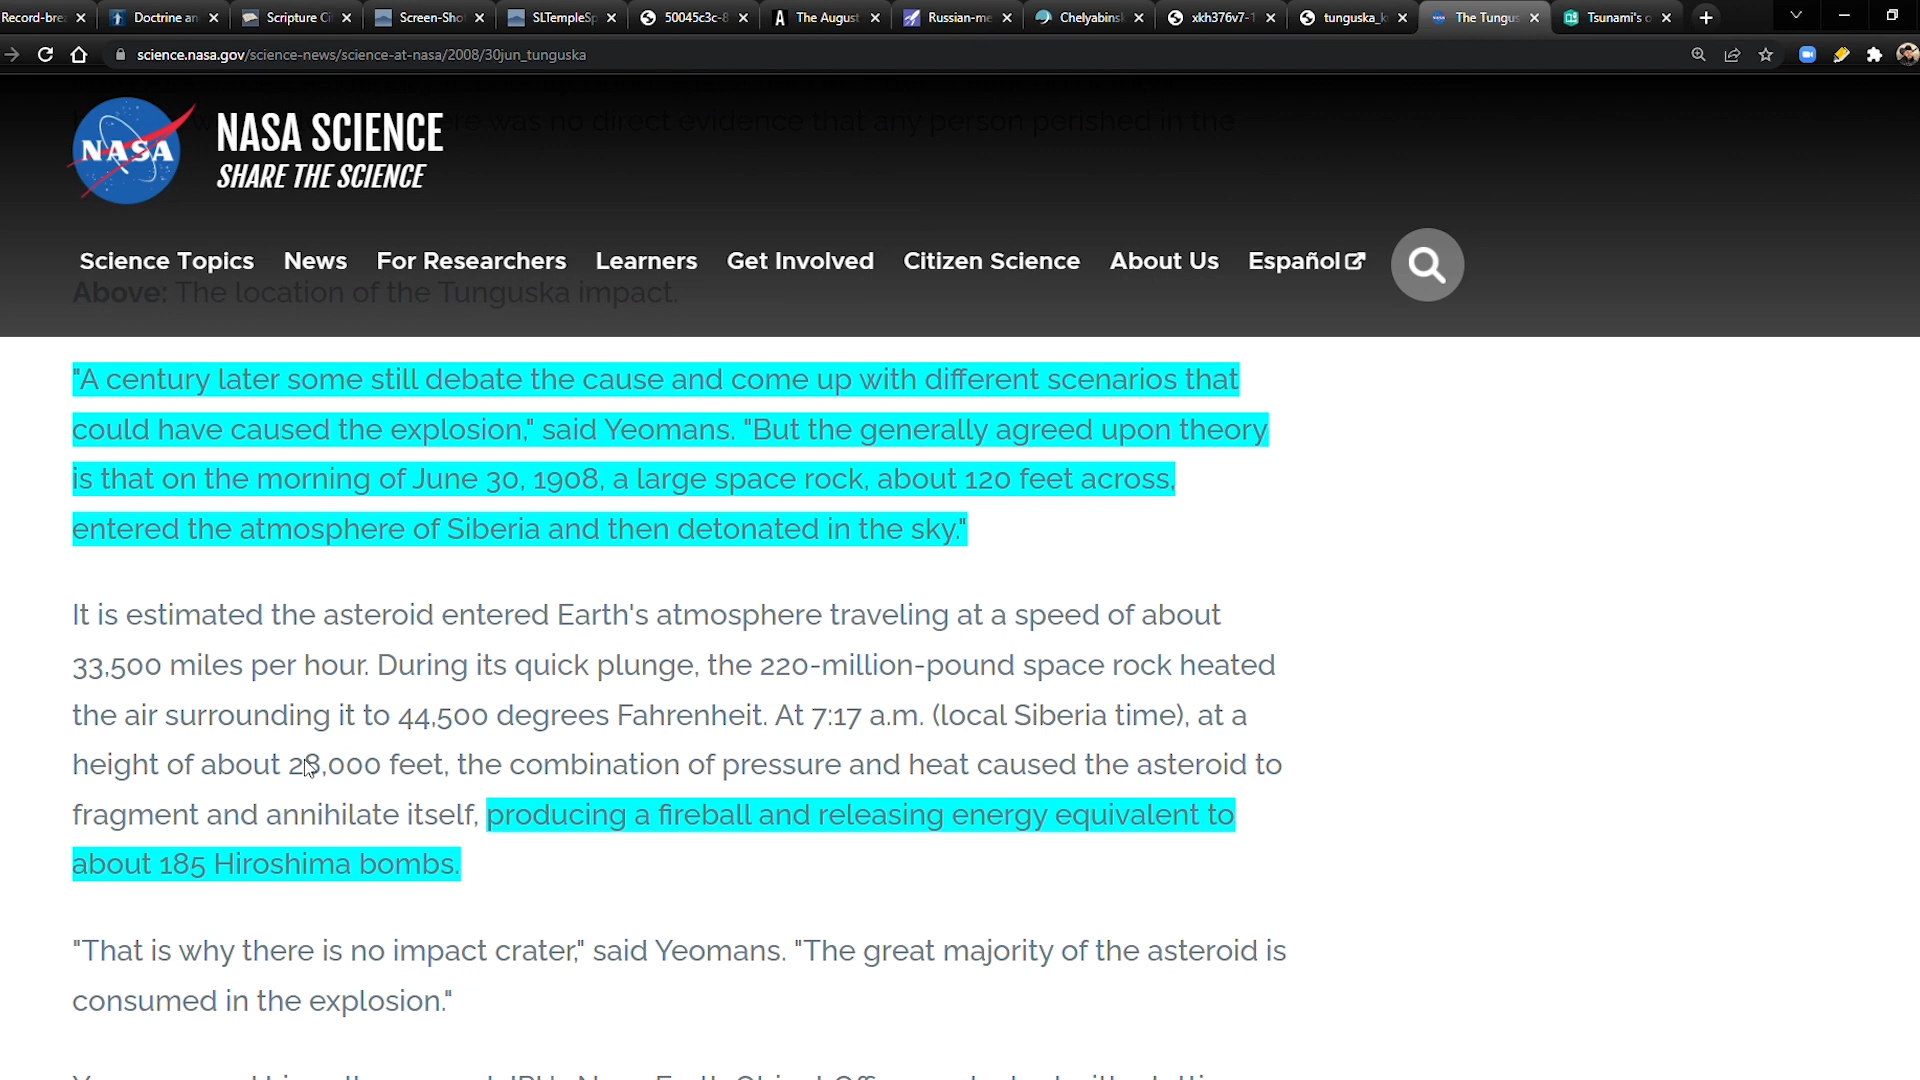 Record-bre
Doctrine an
Scripture Ci
Screen-Sho
SLTempleSp
50045c3c-8
The August
Russian-me
Chelyabins
xkh376v7-1
tunguska_k
The Tungus
Tsunami's o
science.nasa.gov/science-news/science-at-nasa/2008/30jun_tunguska
ere was no direct evidence that any person perished in the
NASA
NASA SCIENCE
SHARE THE SCIENCE
Science Topics News For Researchers Learners Get Involved Citizen Science About Us Español
Above: The location of the Tunguska impact.
"A century later some still debate the cause and come up with different scenarios that
could have caused the explosion," said Yeomans. "But the generally agreed upon theory
is that on the morning of June 30, 1908, a large space rock, about 120 feet across,
entered the atmosphere of Siberia and then detonated in the sky."
It is estimated the asteroid entered Earth's atmosphere traveling at a speed of about
33,500 miles per hour. During its quick plunge, the 220-million-pound space rock heated
the air surrounding it to 44,500 degrees Fahrenheit. At 7:17 a.m. (local Siberia time), at a
height of about 28,000 feet, the combination of pressure and heat caused the asteroid to
fragment and annihilate itself, producing a fireball and releasing energy equivalent to
about 185 Hiroshima bombs.
"That is why there is no impact crater," said Yeomans. "The great majority of the asteroid is
consumed in the explosion."